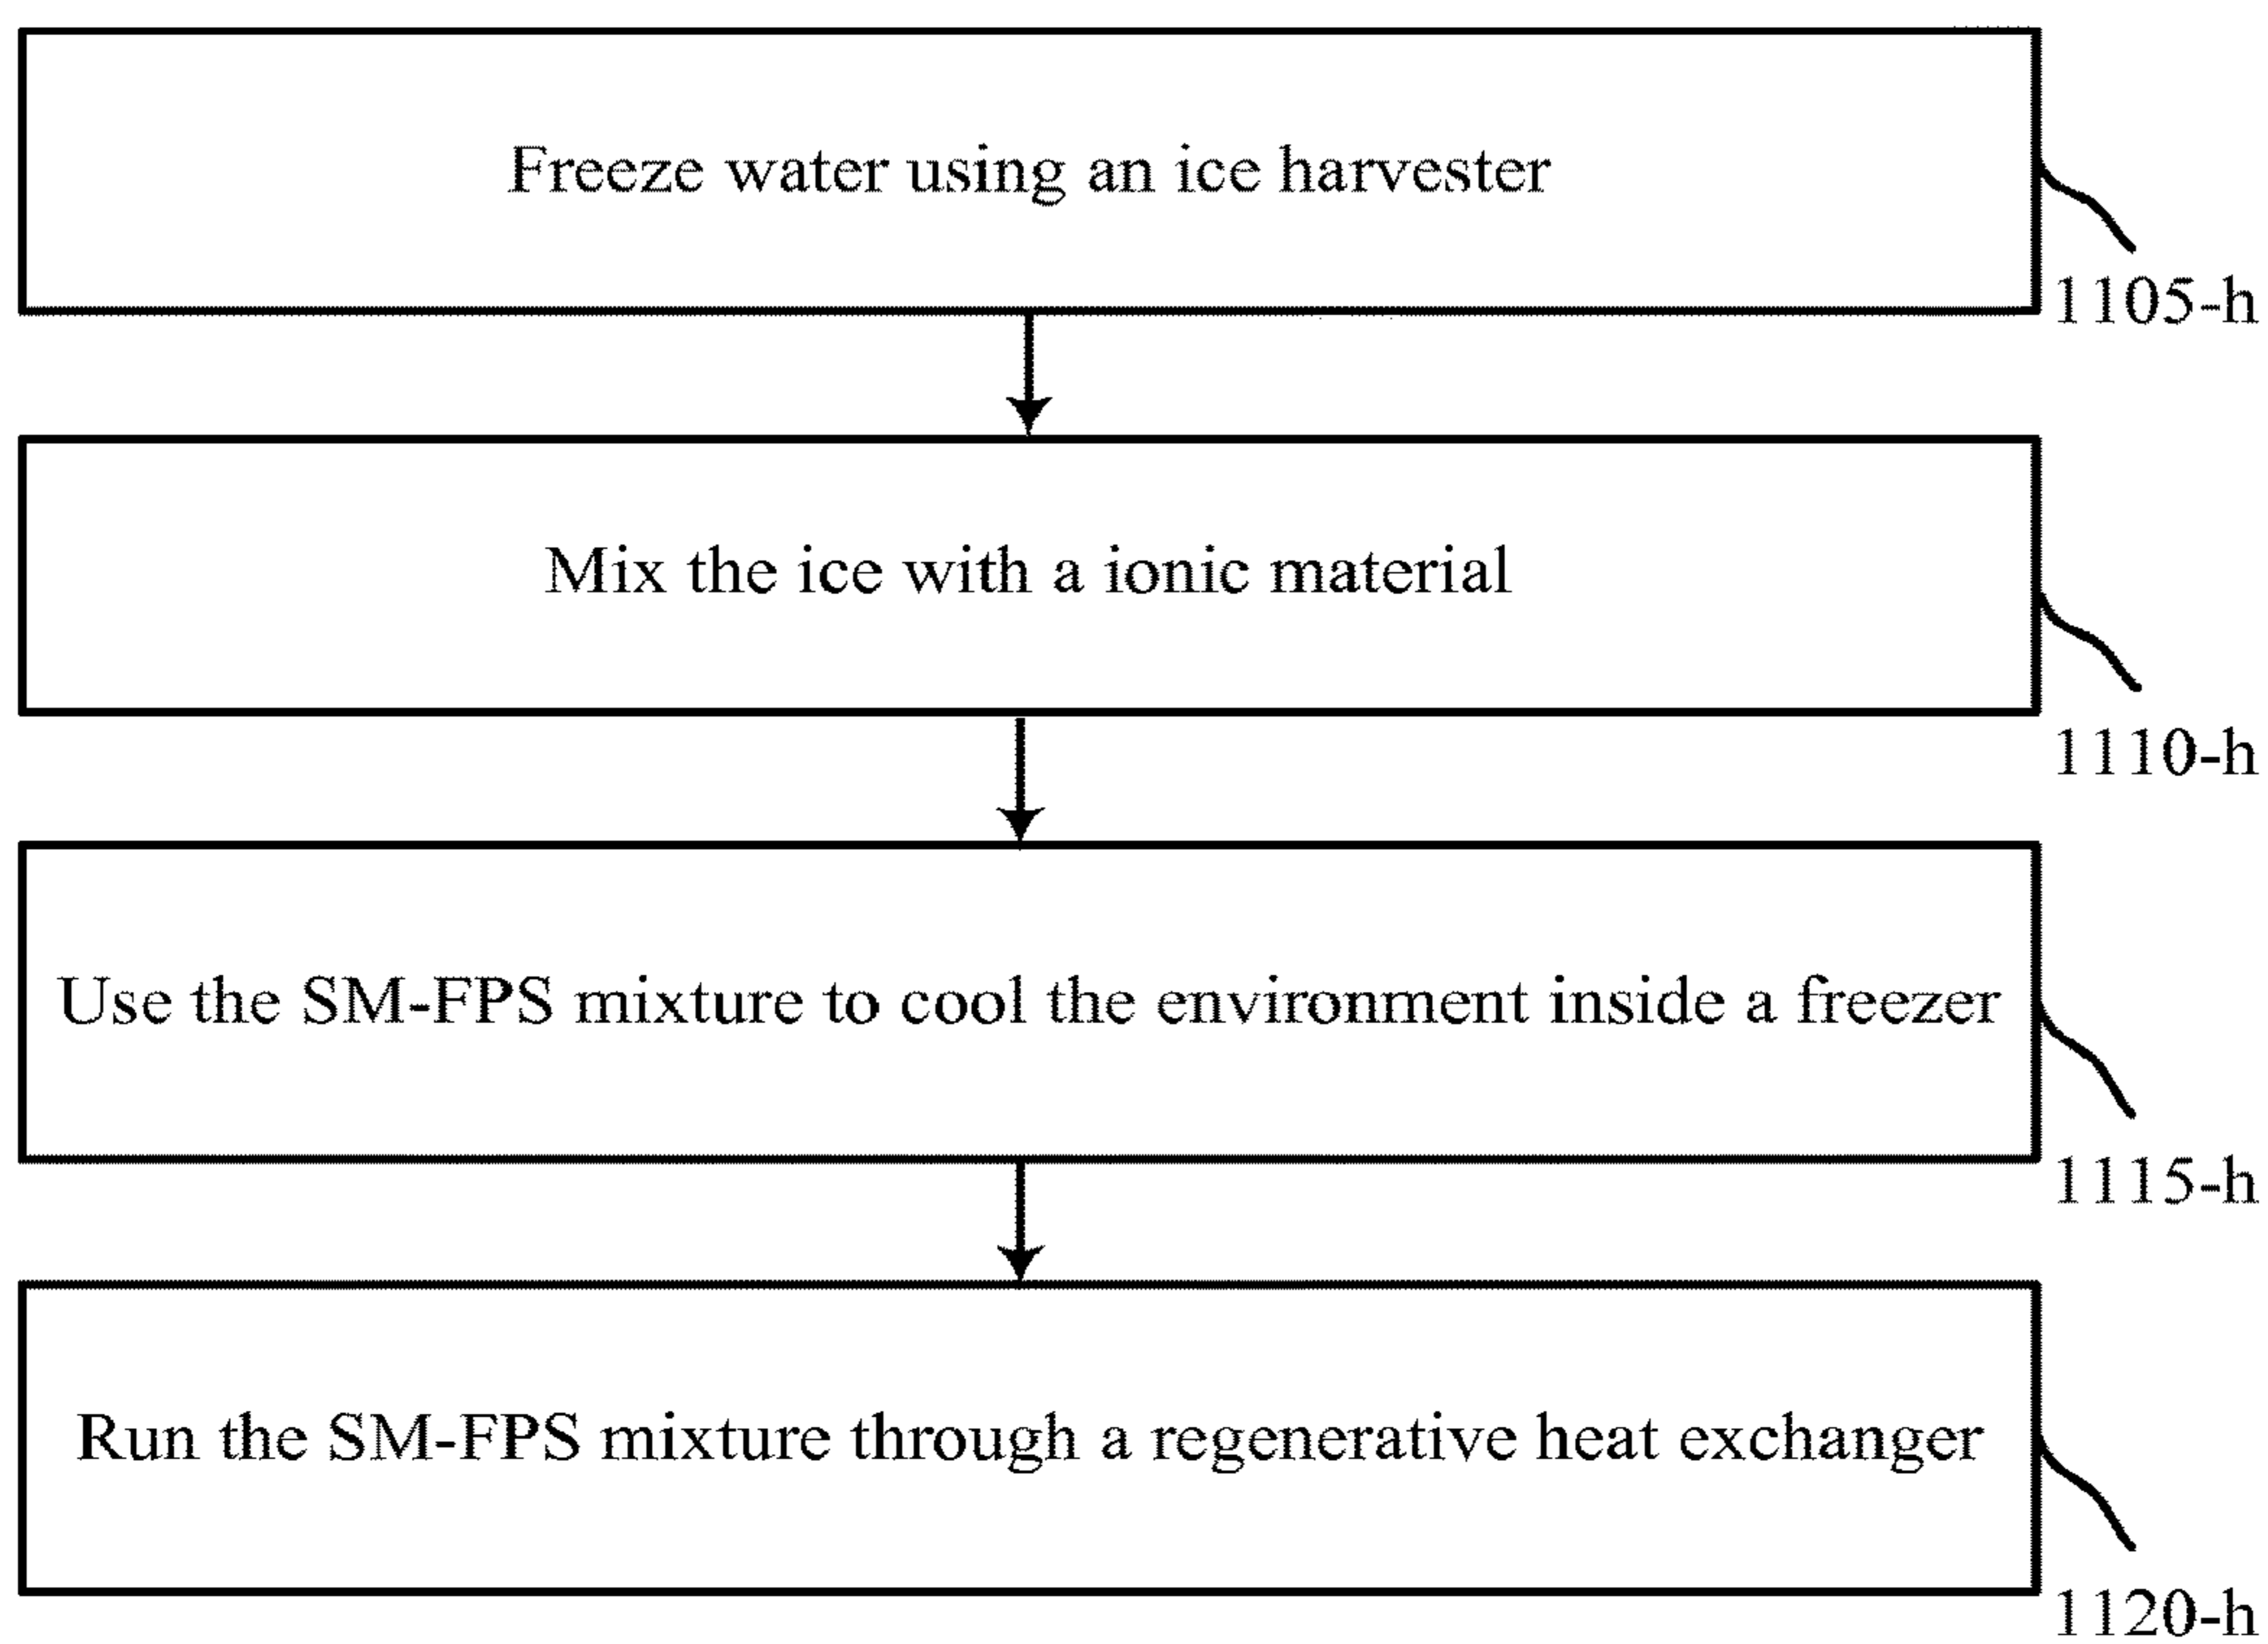 Freeze water using an ice harvester
1105-h
Mix the ice with a ionic material
1110-h
Use the SM-FPS mixture to cool the environment inside a freezer
1115-h
Run the SM-FPS mixture through a regenerative heat exchanger
1120-h